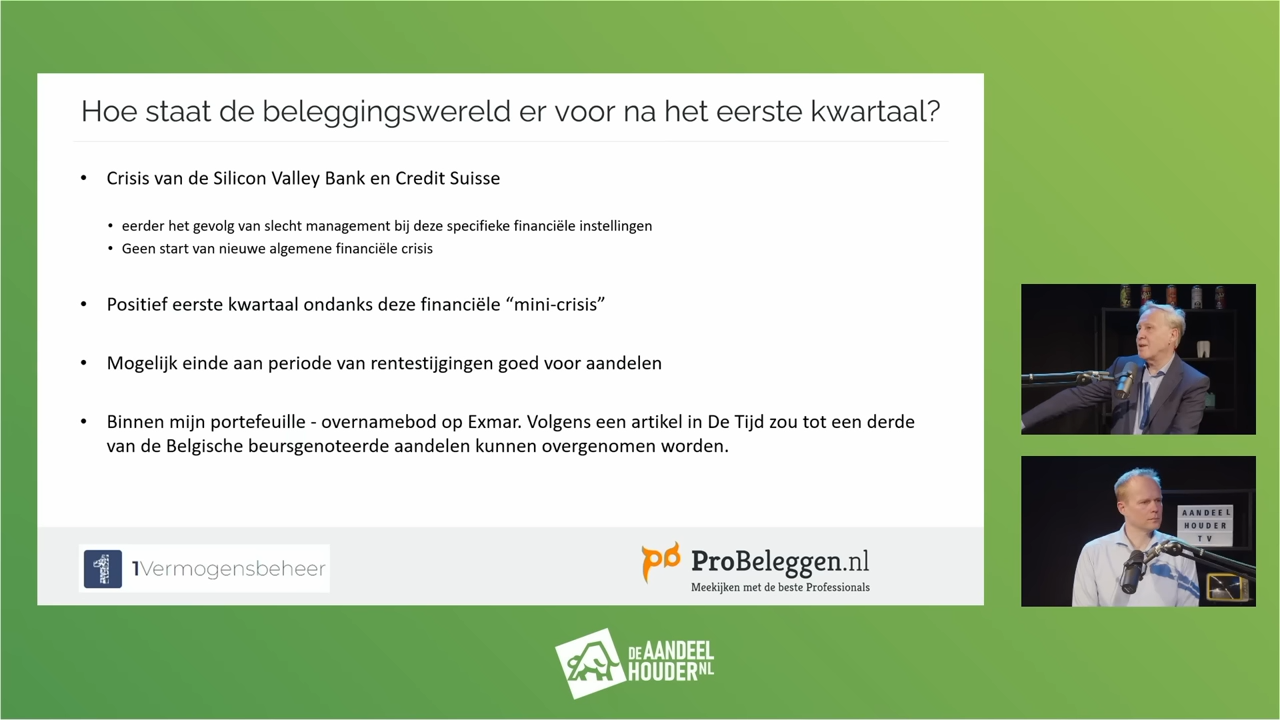 Hoe staat de beleggingswereld er voor na het eerste kwartaal?
• Crisis van de Silicon Valley Bank en Credit Suisse
• eerder het gevolg van slecht management bij deze specifieke financiële instellingen
• Geen start van nieuwe algemene financiële crisis
• Positief eerste kwartaal ondanks deze financiële “mini-crisis”
• Mogelijk einde aan periode van rentestijgingen goed voor aandelen
• Binnen mijn portefeuille - overnamebod op Exmar. Volgens een artikel in De Tijd zou tot een derde
van de Belgische beursgenoteerde aandelen kunnen overgenomen worden.
1Vermogensbeheer
ProBeleggen.nl
Meekijken met de beste Professionals
AANDEEL
HOUDER
TV
DE AANDEEL
HOUDER NL